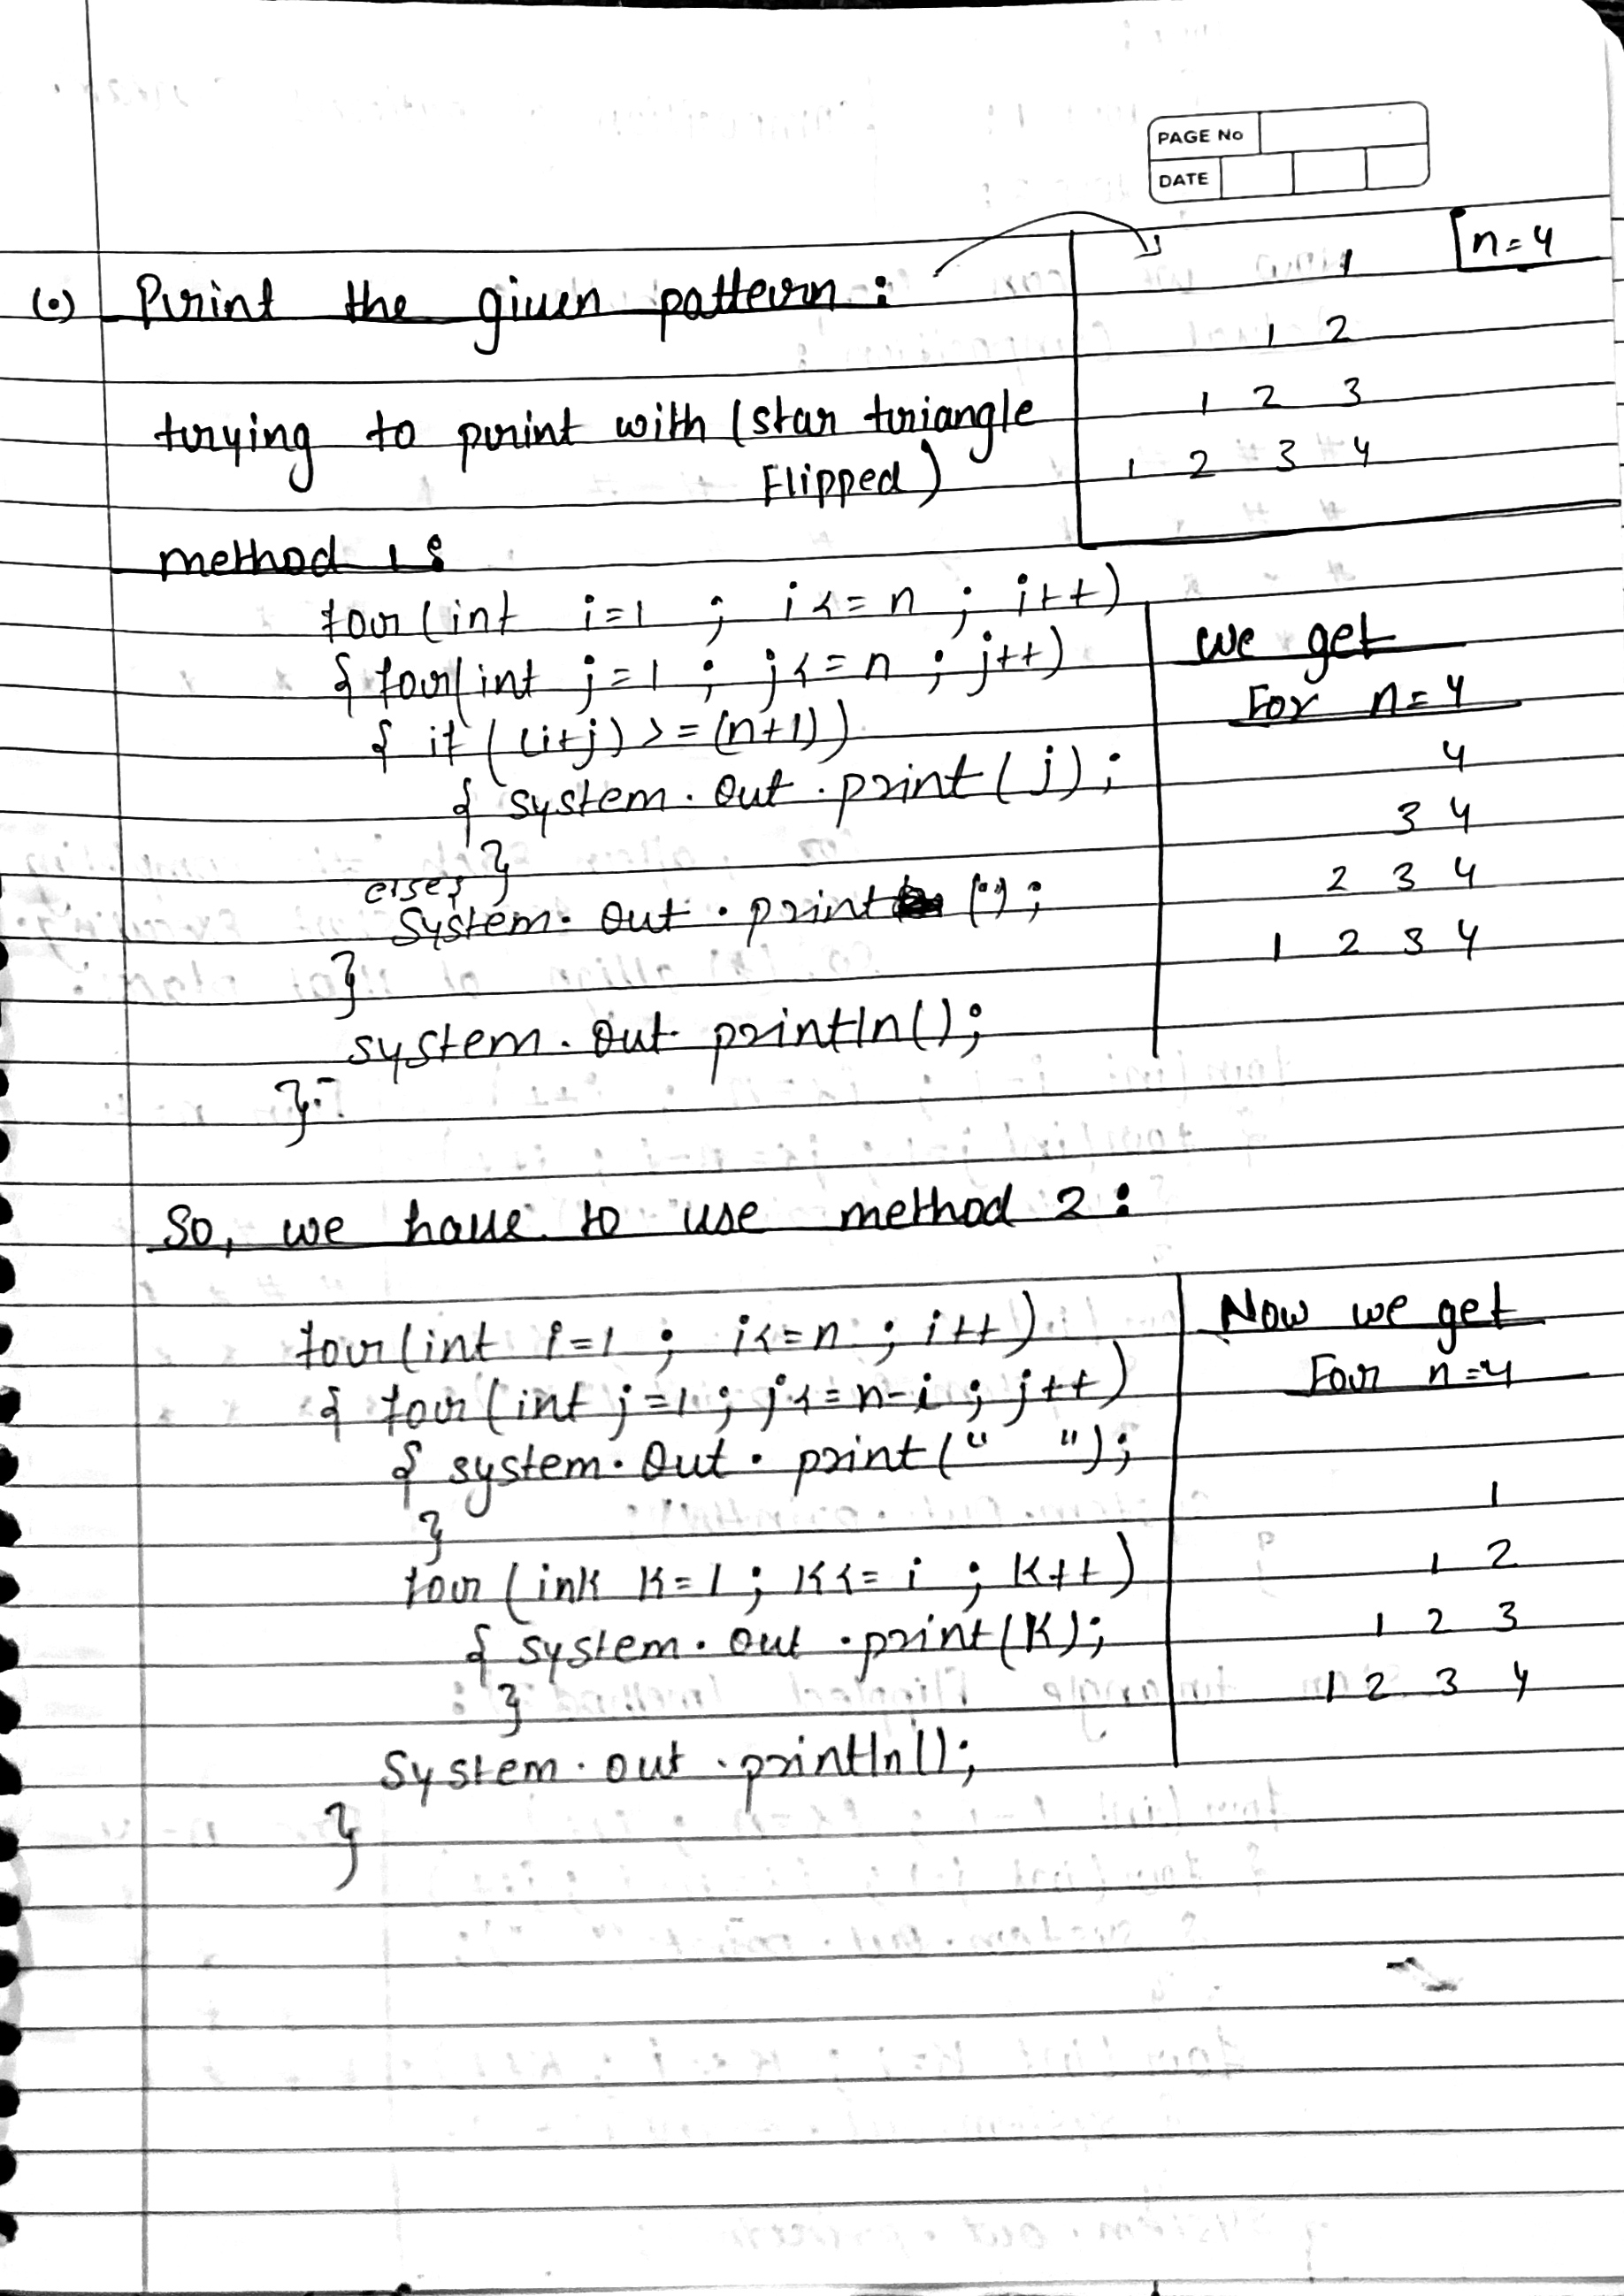 PAGE No
DATE
(o) Print the given pattern :
n=4
1
1 2
1 2 3
1 2 3 4
trying to print with (star triangle
Flipped)
method 1 :
for (int i=1 ; i<=n ; i++)
{ for(int j=1 ; j<=n ; j++)
{ if ( (i+j) >= (n+1))
{ system.out.print(j);
}
else{
System.out.print (" ");
}
system.out.println();
}
we get
For n=4
4
3 4
2 3 4
1 2 3 4
So, we have to use method 2 :
for(int i=1 ; i<=n ; i++)
{ for (int j=1 ; j<=n-i ; j++)
{ system.out.print(" ");
}
for (ink k=1 ; k<= i ; k++)
{ system.out.print(k);
}
System.out.println();
}
Now we get
For n=4
1
1 2
1 2 3
1 2 3 4